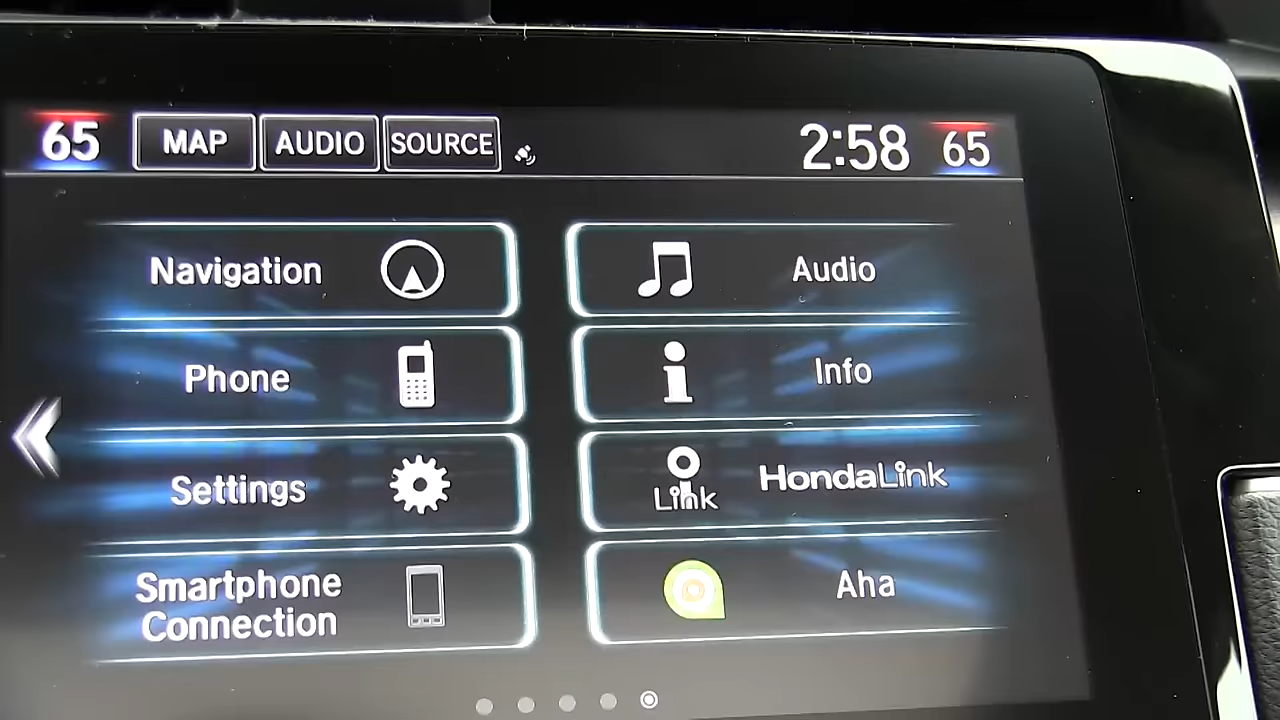 65 MAP AUDIO SOURCE 2:58 65
Navigation
Audio
Phone
Info
Settings
Link HondaLink
Smartphone
Connection
Aha